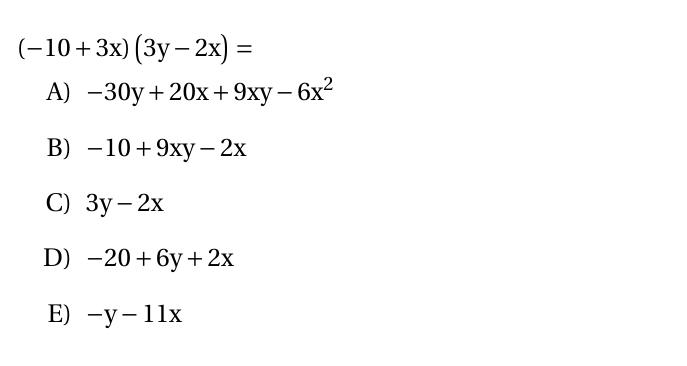 (−10+3x)(3y−2x) =
A) −30y+20x+9xy−6x²
B) −10+9xy−2x
C) 3y−2x
D) −20+6y+2x
E) −y−11x